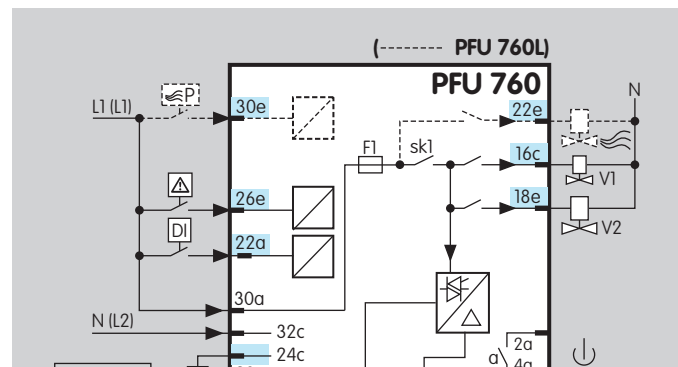 (------- PFU 760L)
PFU 760
N
L1 (L1)
P
30e
22e
F1
sk1
16c
V1
26e
18e
V2
DI
22a
30a
N (L2)
32c
24c
2a
a
4a